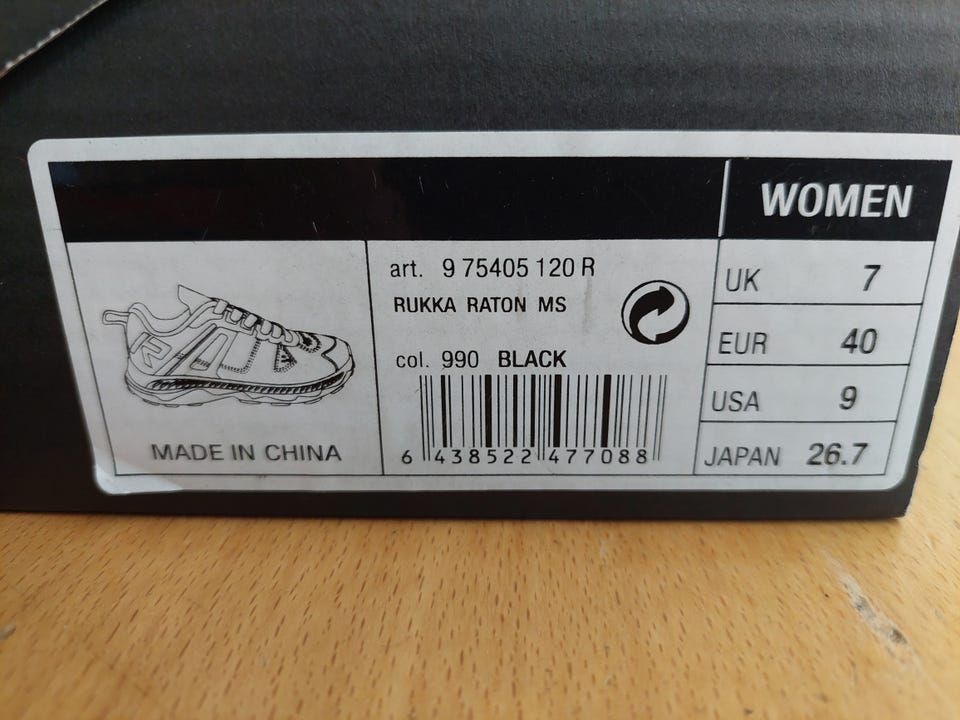 WOMEN
art. 9 75405 120 R
RUKKA RATON MS
col. 990 BLACK
6 438522 477088
MADE IN CHINA
R
UK 7
EUR 40
USA 9
JAPAN 26.7